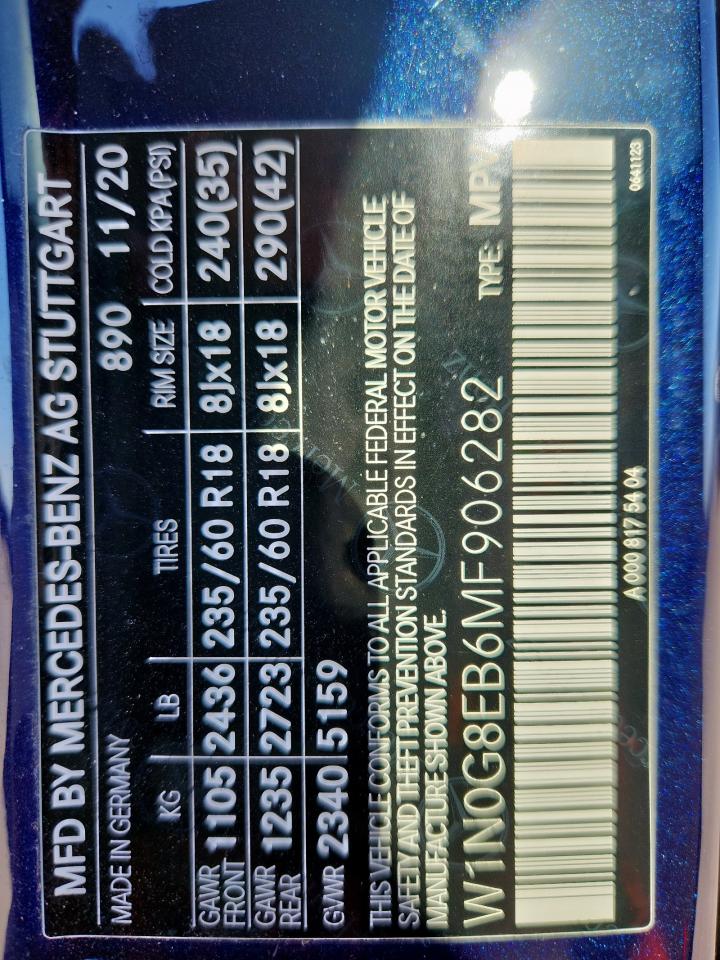 MFD BY MERCEDES-BENZ AG STUTTGART
MADE IN GERMANY 890 11/20
KG LB TIRES RIM SIZE COLD KPA(PSI)
GAWR FRONT 1105 2436 235/60 R18 8Jx18 240(35)
GAWR REAR 1235 2723 235/60 R18 8Jx18 290(42)
GVWR 2340 5159
THIS VEHICLE CONFORMS TO ALL APPLICABLE FEDERAL MOTOR VEHICLE
SAFETY AND THEFT PREVENTION STANDARDS IN EFFECT ON THE DATE OF
MANUFACTURE SHOWN ABOVE.
W1N0G8EB6MF906282 TYPE: MPV
A 000 817 54 04
0641123